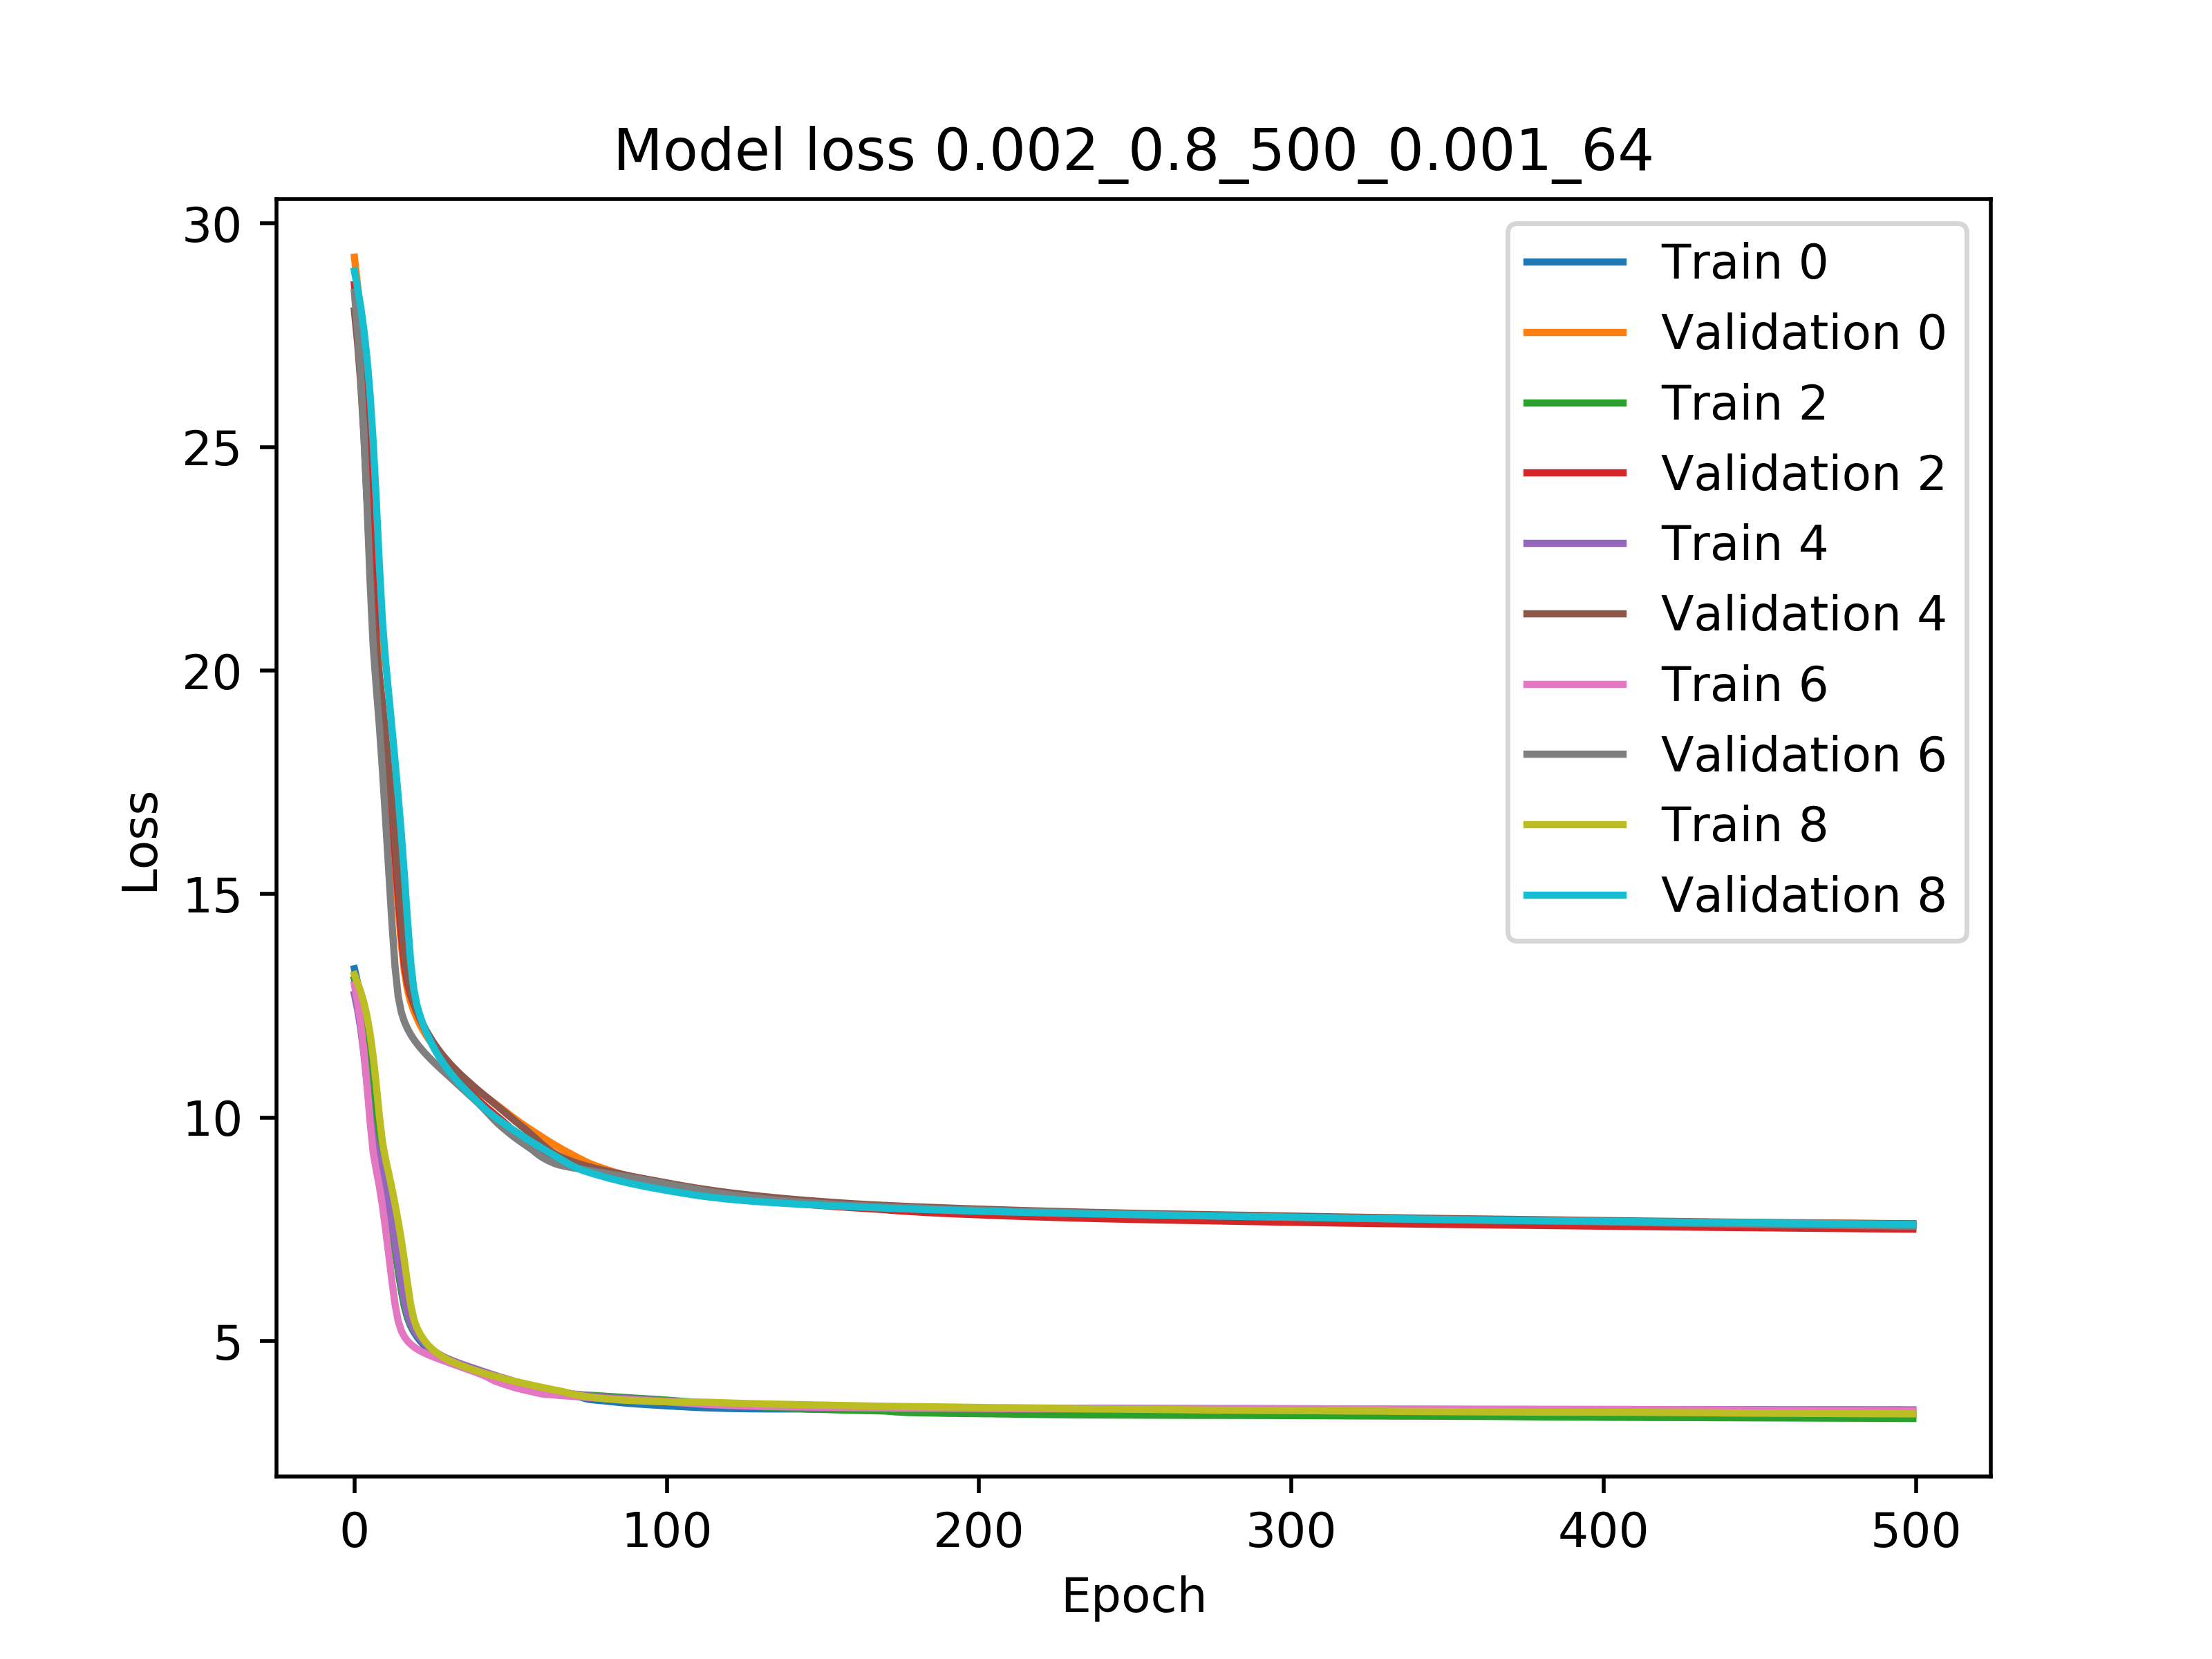 Model loss 0.002_0.8_500_0.001_64
30
25
20
15
10
5
Loss
Train 0
Validation 0
Train 2
Validation 2
Train 4
Validation 4
Train 6
Validation 6
Train 8
Validation 8
0 100 200 300 400 500
Epoch